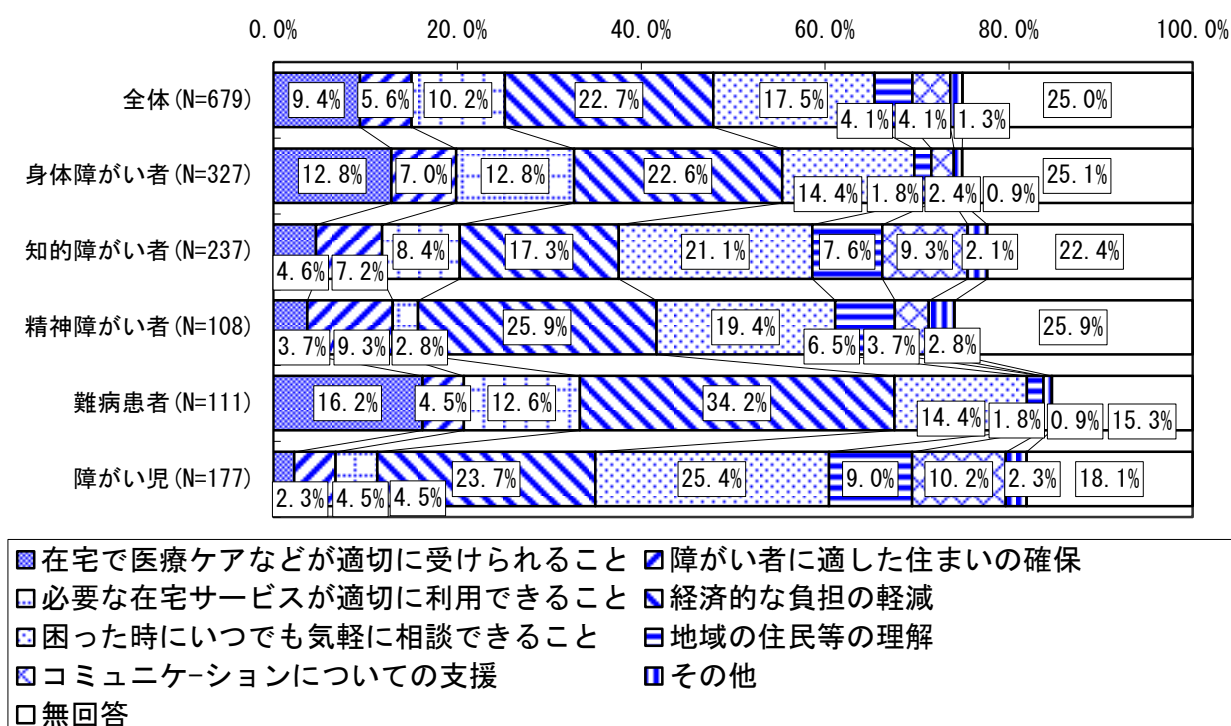 0.0% 20.0% 40.0% 60.0% 80.0% 100.0%
全体(N=679) 9.4% 5.6% 10.2% 22.7% 17.5% 4.1% 4.1% 1.3% 25.0%
身体障がい者(N=327) 12.8% 7.0% 12.8% 22.6% 14.4% 1.8% 2.4% 0.9% 25.1%
知的障がい者(N=237) 4.6% 7.2% 8.4% 17.3% 21.1% 7.6% 9.3% 2.1% 22.4%
精神障がい者(N=108) 3.7% 9.3% 2.8% 25.9% 19.4% 6.5% 3.7% 2.8% 25.9%
難病患者(N=111) 16.2% 4.5% 12.6% 34.2% 14.4% 1.8% 0.9% 15.3%
障がい児(N=177) 2.3% 4.5% 4.5% 23.7% 25.4% 9.0% 10.2% 2.3% 18.1%
在宅で医療ケアなどが適切に受けられること 障がい者に適した住まいの確保
必要な在宅サービスが適切に利用できること 経済的な負担の軽減
困った時にいつでも気軽に相談できること 地域の住民等の理解
コミュニケｰションについての支援 その他
無回答